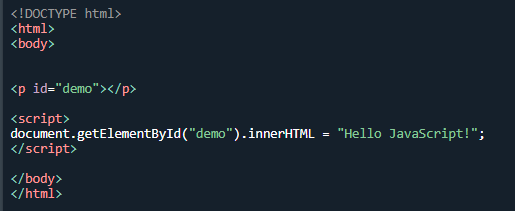 <!DOCTYPE html>
<html>
<body>
<p id="demo"></p>
<script>
document.getElementById("demo").innerHTML = "Hello JavaScript!";
</script>
</body>
</html>